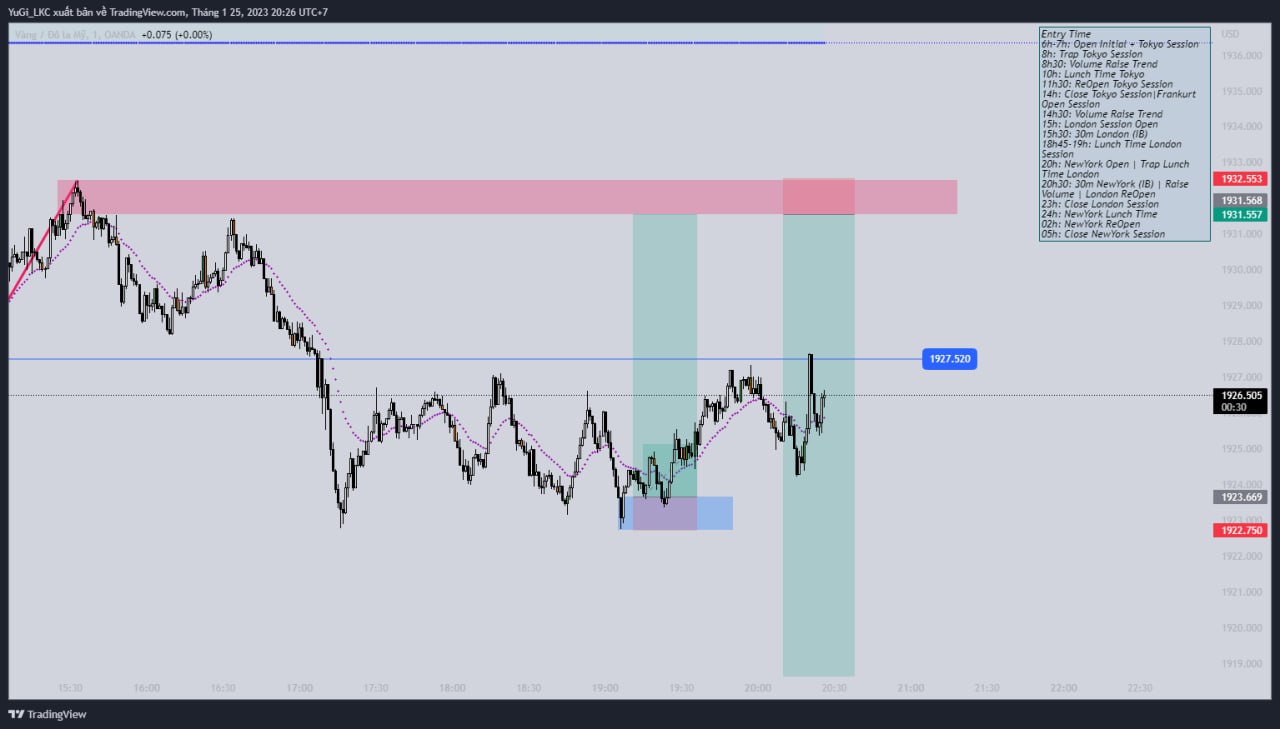 YuGi_LKC xuất bản về TradingView.com, Tháng 1 25, 2023 20:26 UTC+7
Vàng / Đô la Mỹ, 1, OANDA +0.075 (+0.00%)
USD
Entry Time
6h-7h: Open Initial + Tokyo Session
8h: Trap Tokyo Session
8h30: Volume Raise Trend
10h: Lunch Time Tokyo
11h30: ReOpen Tokyo Session
14h: Close Tokyo Session|Frankurt
Open Session
14h30: Volume Raise Trend
15h: London Session Open
15h30: 30m London (IB)
18h45-19h: Lunch Time London
Session
20h: NewYork Open | Trap Lunch
Time London
20h30: 30m NewYork (IB) | Raise
Volume | London ReOpen
23h: Close London Session
24h: NewYork Lunch Time
02h: NewYork ReOpen
05h: Close NewYork Session
1936.000
1935.000
1934.000
1933.000
1932.553
1931.568
1931.557
1931.000
1930.000
1929.000
1928.000
1927.520
1927.000
1926.505
00:30
1925.000
1924.000
1923.669
1923.000
1922.750
1922.000
1921.000
1920.000
1919.000
15:30 16:00 16:30 17:00 17:30 18:00 18:30 19:00 19:30 20:00 20:30 21:00 21:30 22:00 22:30
TradingView